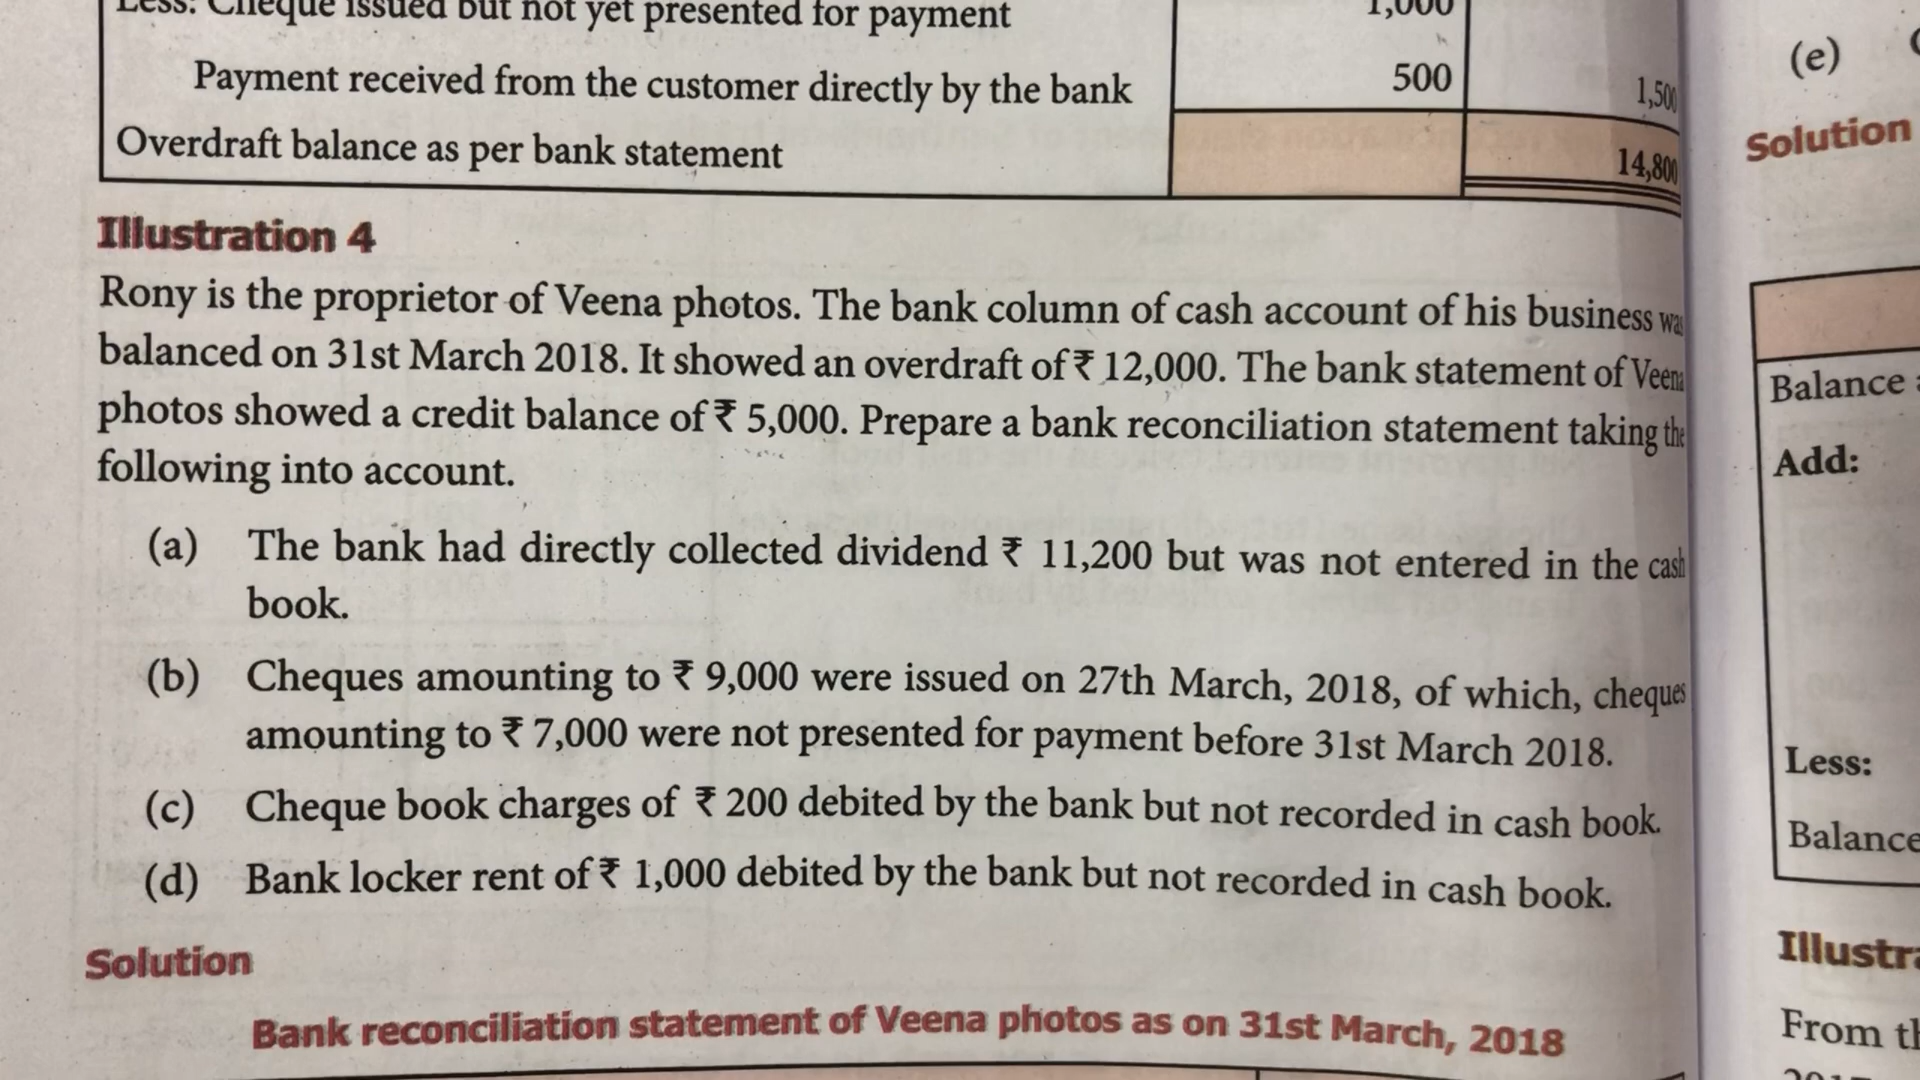 Less: Cheque issued but not yet presented for payment 1,000
Payment received from the customer directly by the bank 500 1,500
Overdraft balance as per bank statement 14,800
Illustration 4
Rony is the proprietor of Veena photos. The bank column of cash account of his business was
balanced on 31st March 2018. It showed an overdraft of ₹ 12,000. The bank statement of Veena
photos showed a credit balance of ₹ 5,000. Prepare a bank reconciliation statement taking the
following into account.
(a) The bank had directly collected dividend ₹ 11,200 but was not entered in the cash
book.
(b) Cheques amounting to ₹ 9,000 were issued on 27th March, 2018, of which, cheques
amounting to ₹ 7,000 were not presented for payment before 31st March 2018.
(c) Cheque book charges of ₹ 200 debited by the bank but not recorded in cash book.
(d) Bank locker rent of ₹ 1,000 debited by the bank but not recorded in cash book.
Solution
Bank reconciliation statement of Veena photos as on 31st March, 2018
(e)
Solution
Balance
Add:
Less:
Balance
Illustra
From th